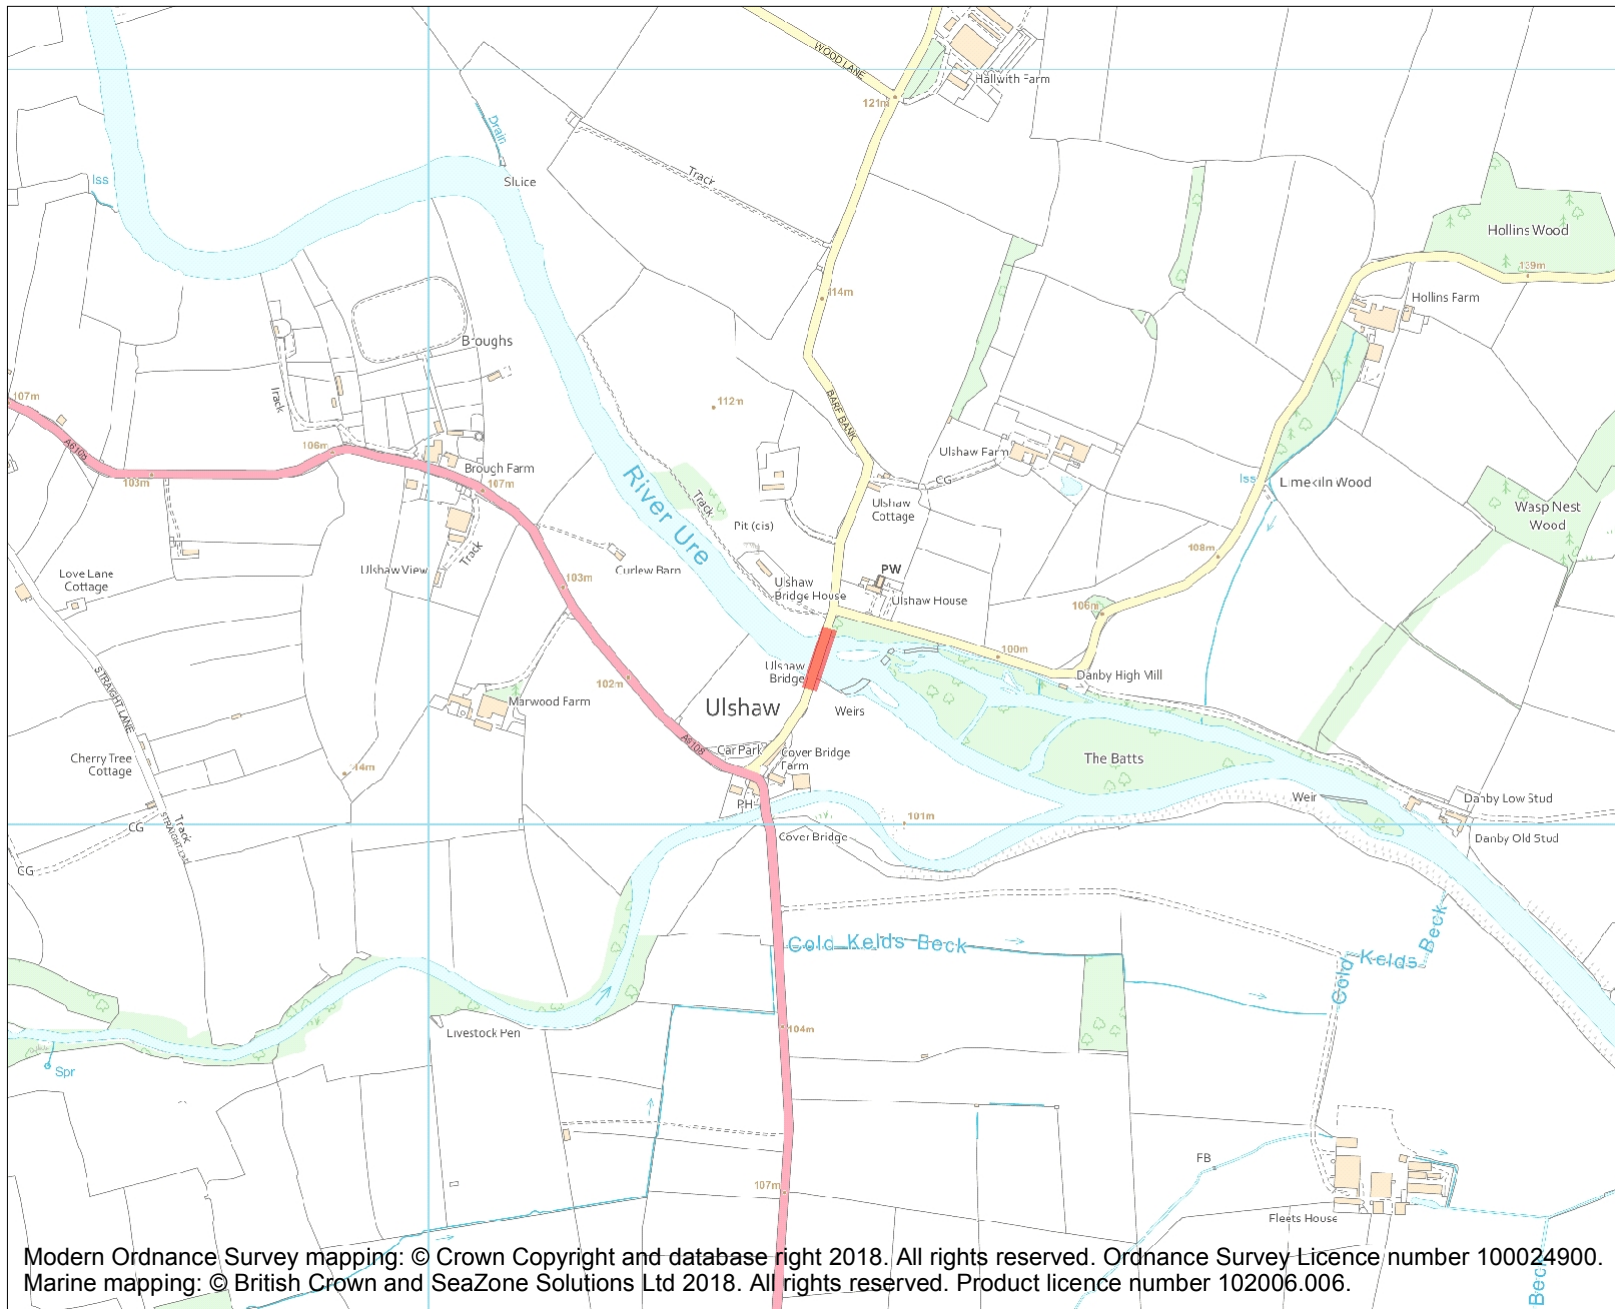 WOOD LANE
Hallwith Farm
121m
Drain
Iss
Sluice
Track
Hollins Wood
139m
114m
Hollins Farm
Broughs
107m
Track
112m
BARF BANK
A6108
106m
Ulshaw Farm
103m
Brough Farm
107m
CG
Iss
Limekiln Wood
River Ure
Track
Ulshaw
Cottage
Wasp Nest
Wood
Pit (dis)
108m
Track
Ulshaw View
Curlew Barn
PW
Love Lane
Cottage
103m
Ulshaw
Bridge House
Ulshaw House
106m
100m
STRAIGHT LANE
Ulshaw
Bridge
Danby High Mill
102m
Marwood Farm
Ulshaw
Weirs
A6108
Car Park
Cover Bridge
Farm
The Batts
Cherry Tree
Cottage
PH
Weir
Danby Low Stud
CG
Track
STRAIGHT LANE
101m
Cover Bridge
Danby Old Stud
CG
Cold Kelds Beck
Cold Kelds Beck
Livestock Pen
104m
Spr
FB
107m
Fleets House
Beck
Modern Ordnance Survey mapping: © Crown Copyright and database right 2018. All rights reserved. Ordnance Survey Licence number 100024900.
Marine mapping: © British Crown and SeaZone Solutions Ltd 2018. All rights reserved. Product licence number 102006.006.